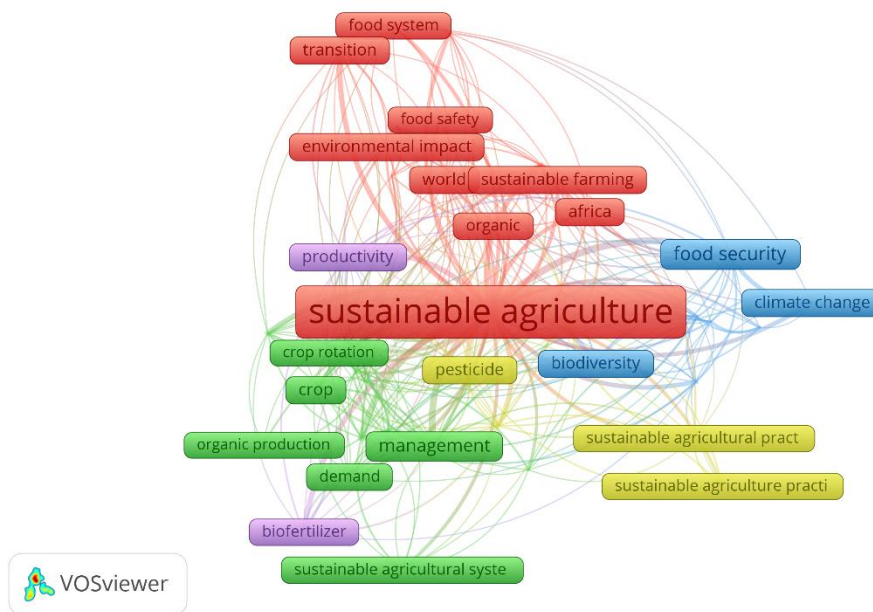 food system
transition
food safety
environmental impact
world
sustainable farming
organic
africa
productivity
food security
sustainable agriculture
climate change
crop rotation
pesticide
biodiversity
crop
organic production
management
sustainable agricultural pract
demand
sustainable agriculture practi
biofertilizer
sustainable agricultural syste
VOSviewer